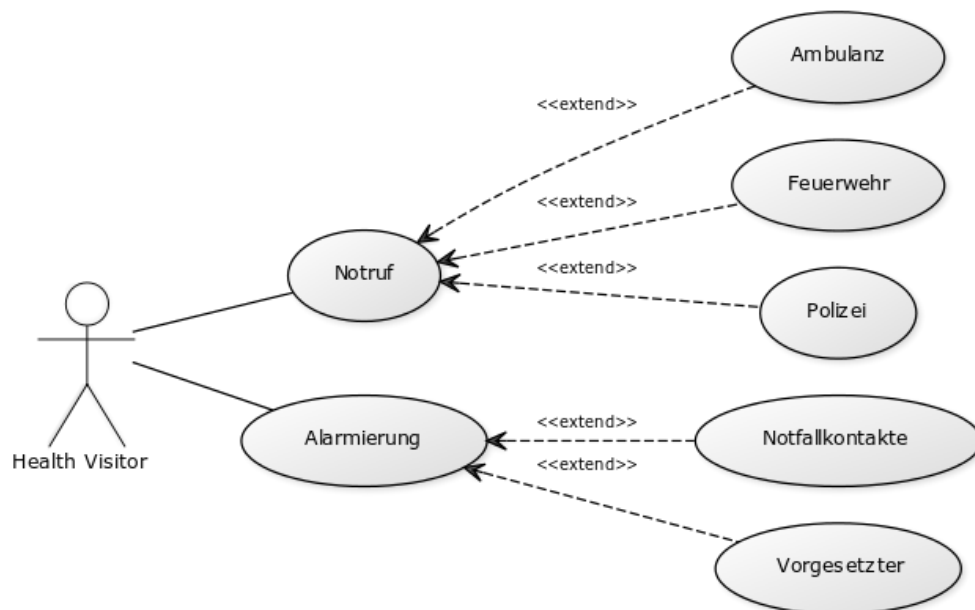 Ambulanz
<<extend>>
Feuerwehr
<<extend>>
Notruf
<<extend>>
Polizei
Health Visitor
Alarmierung
<<extend>>
Notfallkontakte
<<extend>>
Vorgesetzter